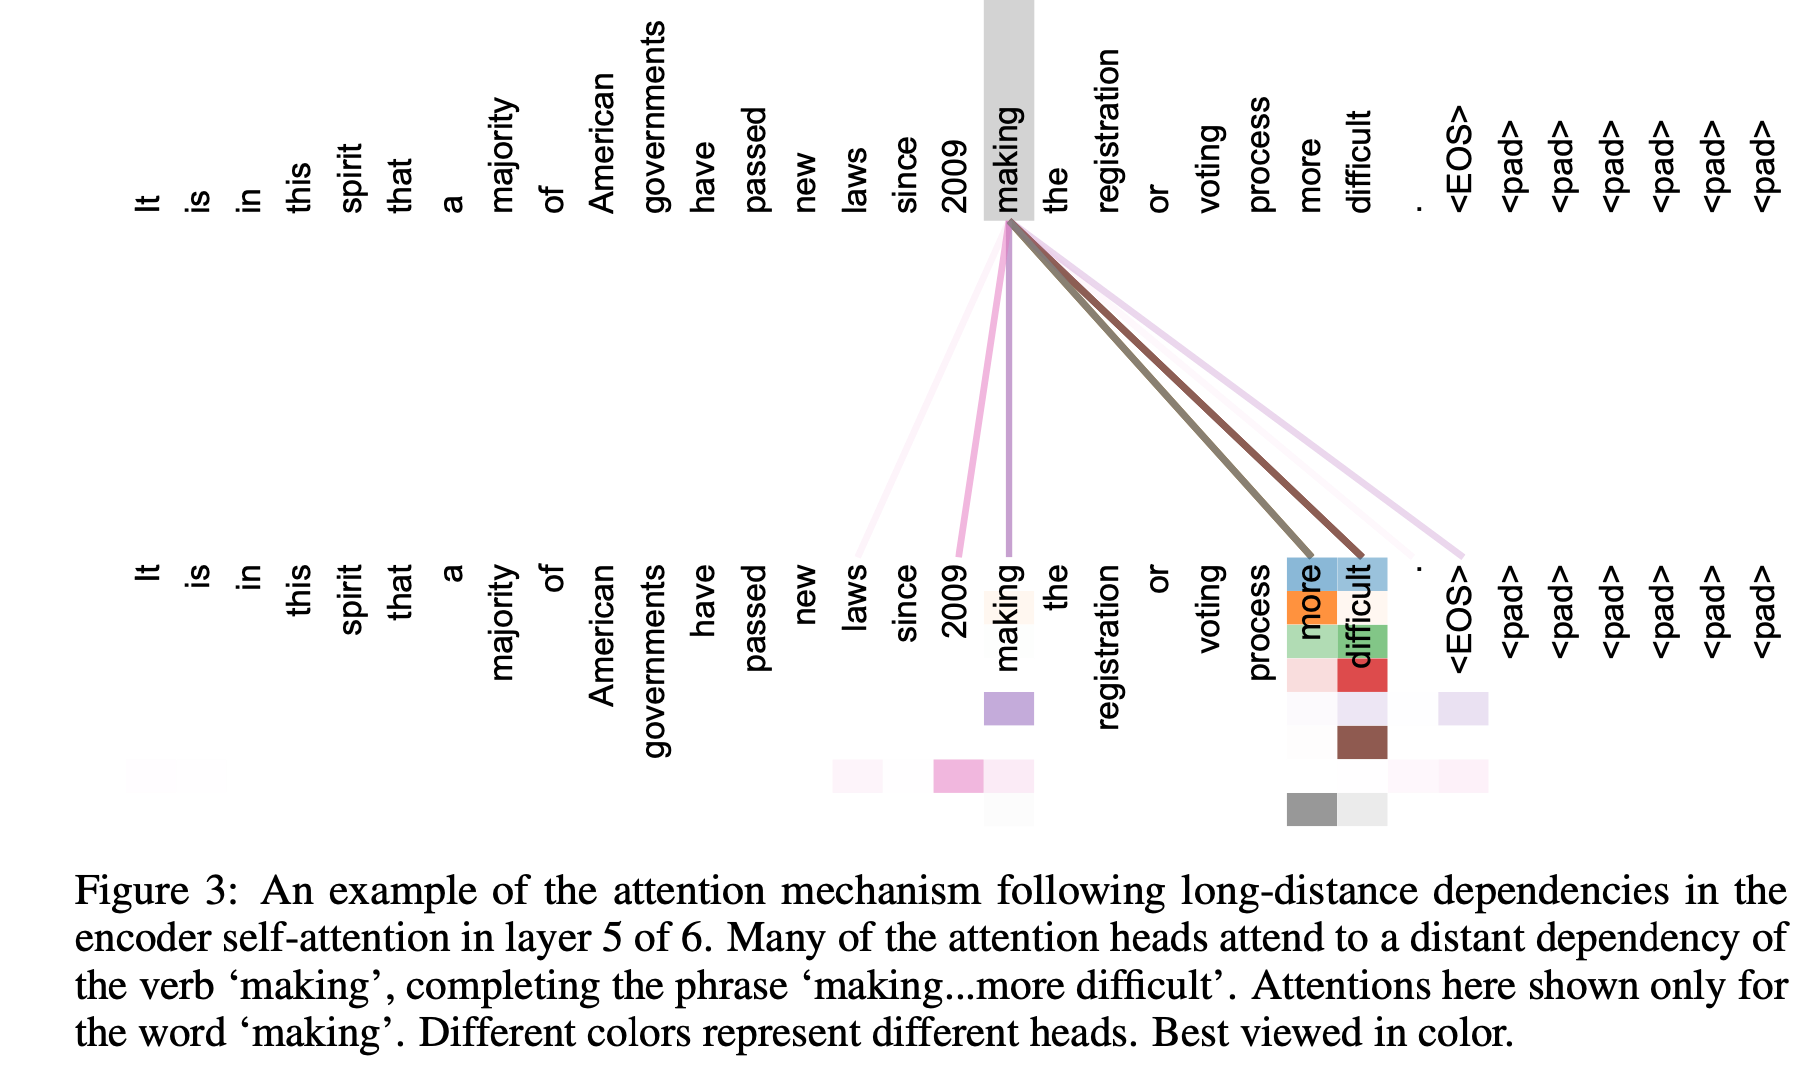 It is in this spirit that a majority of American governments have passed new laws since 2009 making the registration or voting process more difficult . <EOS> <pad> <pad> <pad> <pad> <pad> <pad>
It is in this spirit that a majority of American governments have passed new laws since 2009 making the registration or voting process more difficult . <EOS> <pad> <pad> <pad> <pad> <pad> <pad>
Figure 3: An example of the attention mechanism following long-distance dependencies in the
encoder self-attention in layer 5 of 6. Many of the attention heads attend to a distant dependency of
the verb ‘making’, completing the phrase ‘making...more difficult’. Attentions here shown only for
the word ‘making’. Different colors represent different heads. Best viewed in color.